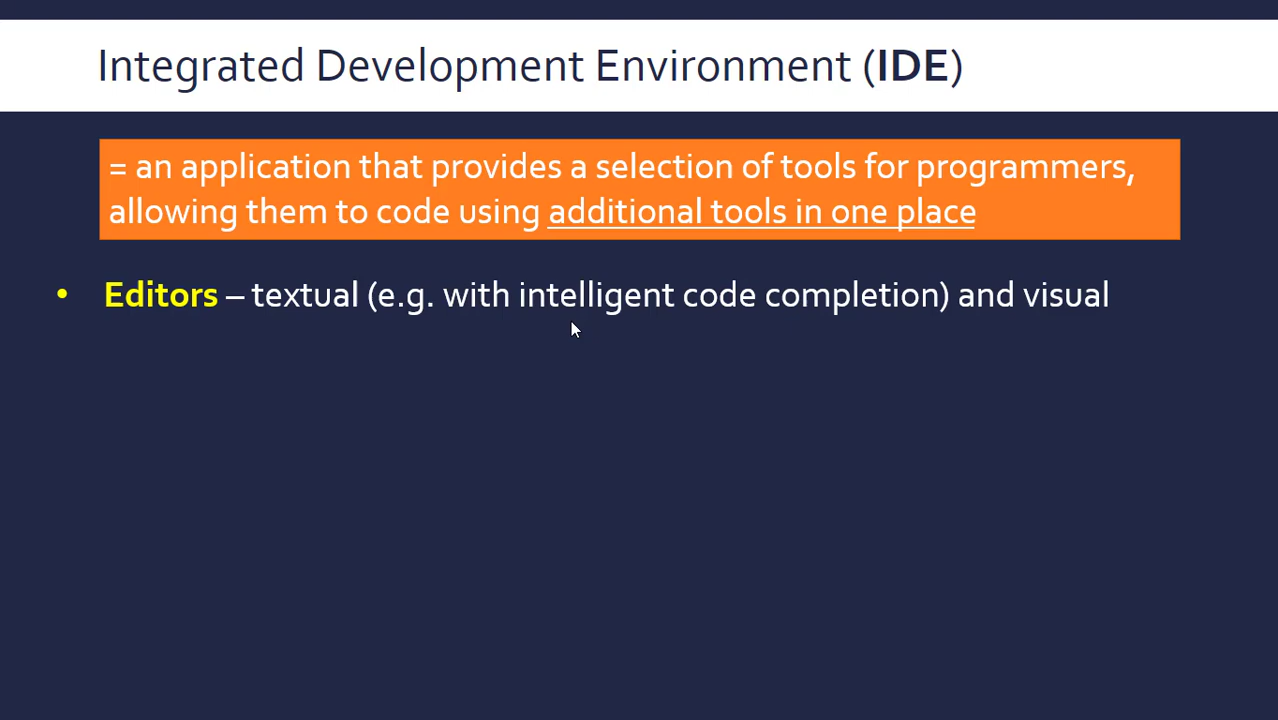 Integrated Development Environment (IDE)
= an application that provides a selection of tools for programmers,
allowing them to code using additional tools in one place
• Editors – textual (e.g. with intelligent code completion) and visual